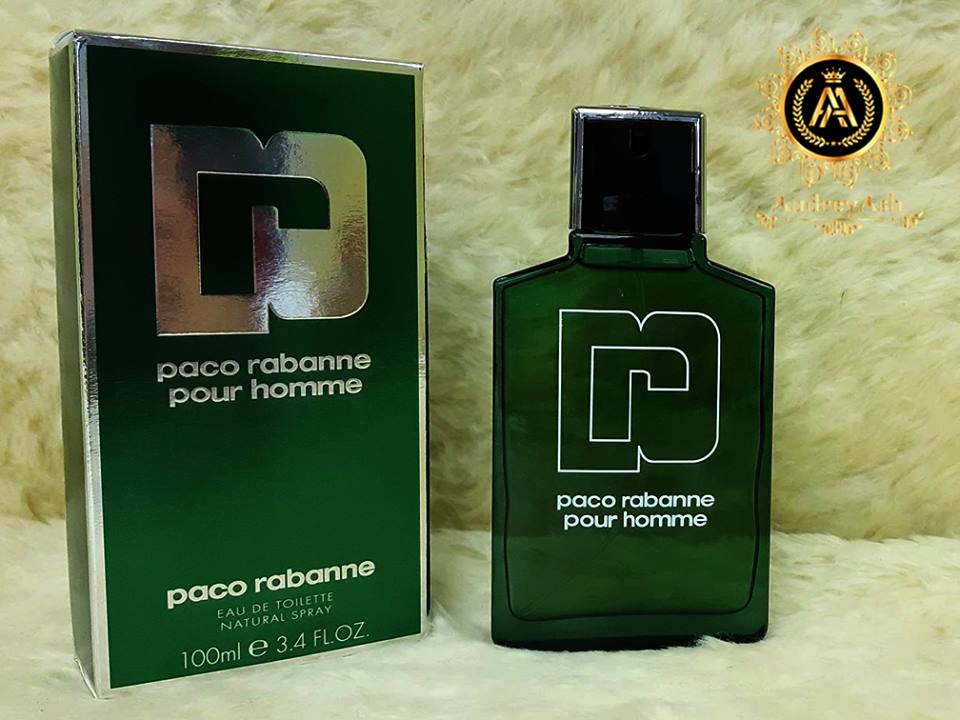 paco rabanne
pour homme
paco rabanne
EAU DE TOILETTE
NATURAL SPRAY
100ml e 3.4 FL.OZ.
paco rabanne
pour homme
AudreyAsh